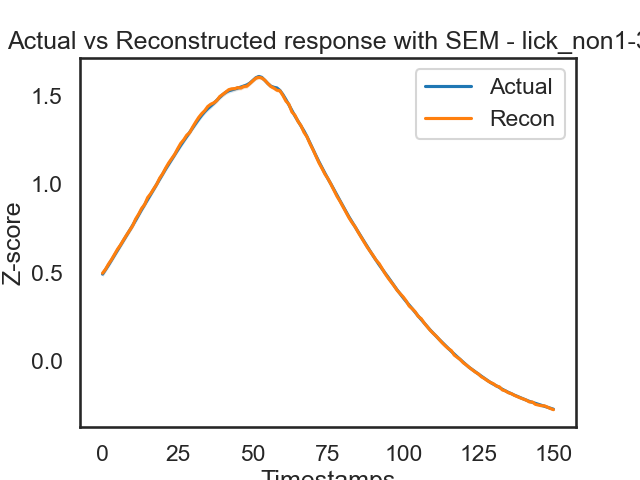 Actual vs Reconstructed response with SEM - lick_non1-3
Actual
Recon
Z-score
1.5
1.0
0.5
0.0
0 25 50 75 100 125 150
Timestamps